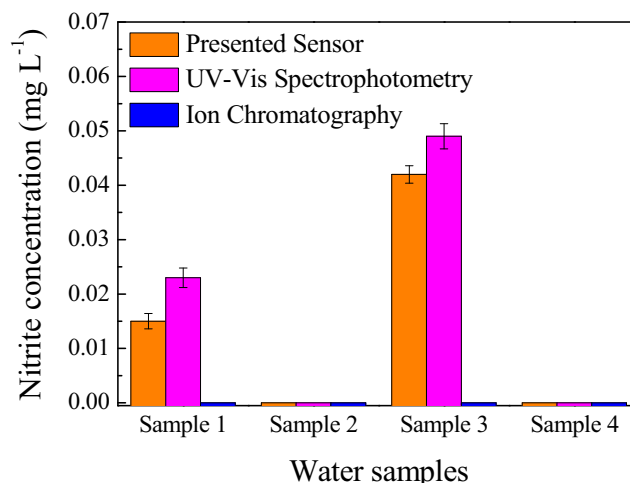 0.07
0.06
0.05
0.04
0.03
0.02
0.01
0.00
Nitrite concentration (mg L⁻¹)
Presented Sensor
UV-Vis Spectrophotometry
Ion Chromatography
Sample 1 Sample 2 Sample 3 Sample 4
Water samples